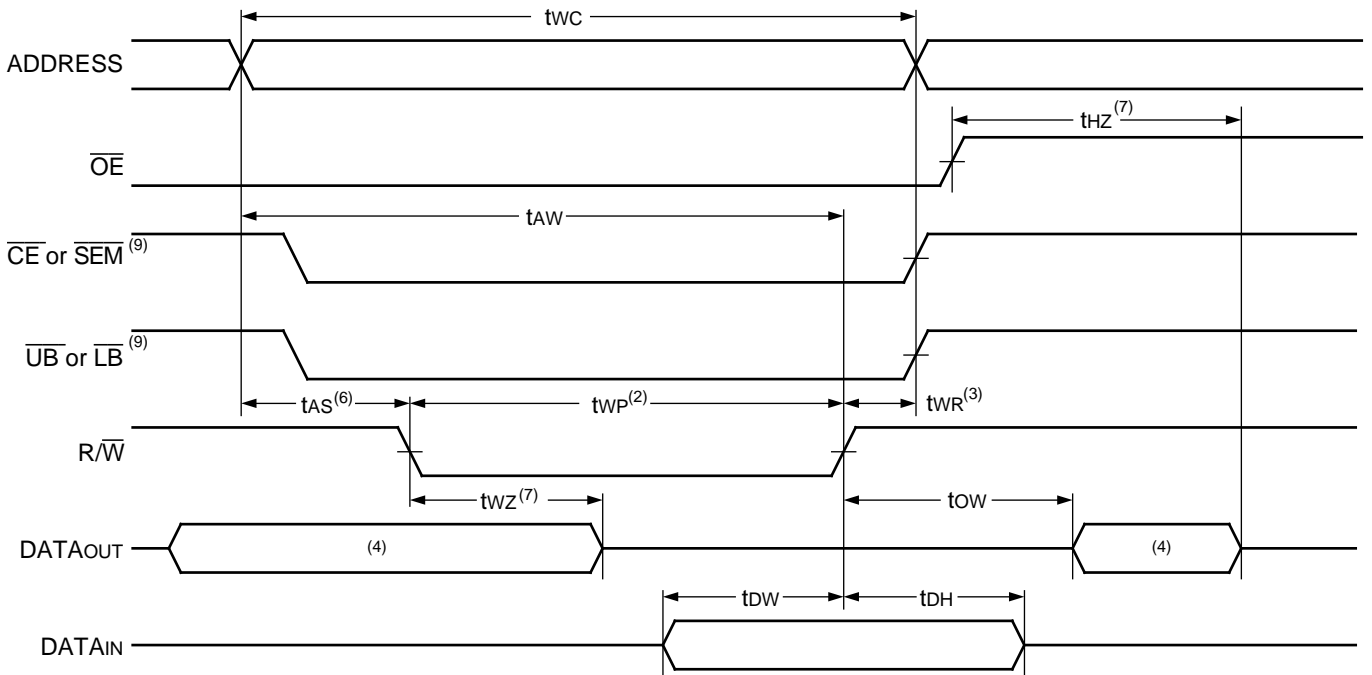 tWC
ADDRESS
tHZ(7)
OE
tAW
CE or SEM (9)
UB or LB (9)
tAS(6)
tWP(2)
tWR(3)
R/W
tWZ(7)
tOW
DATAOUT
(4)
(4)
tDW
tDH
DATAIN